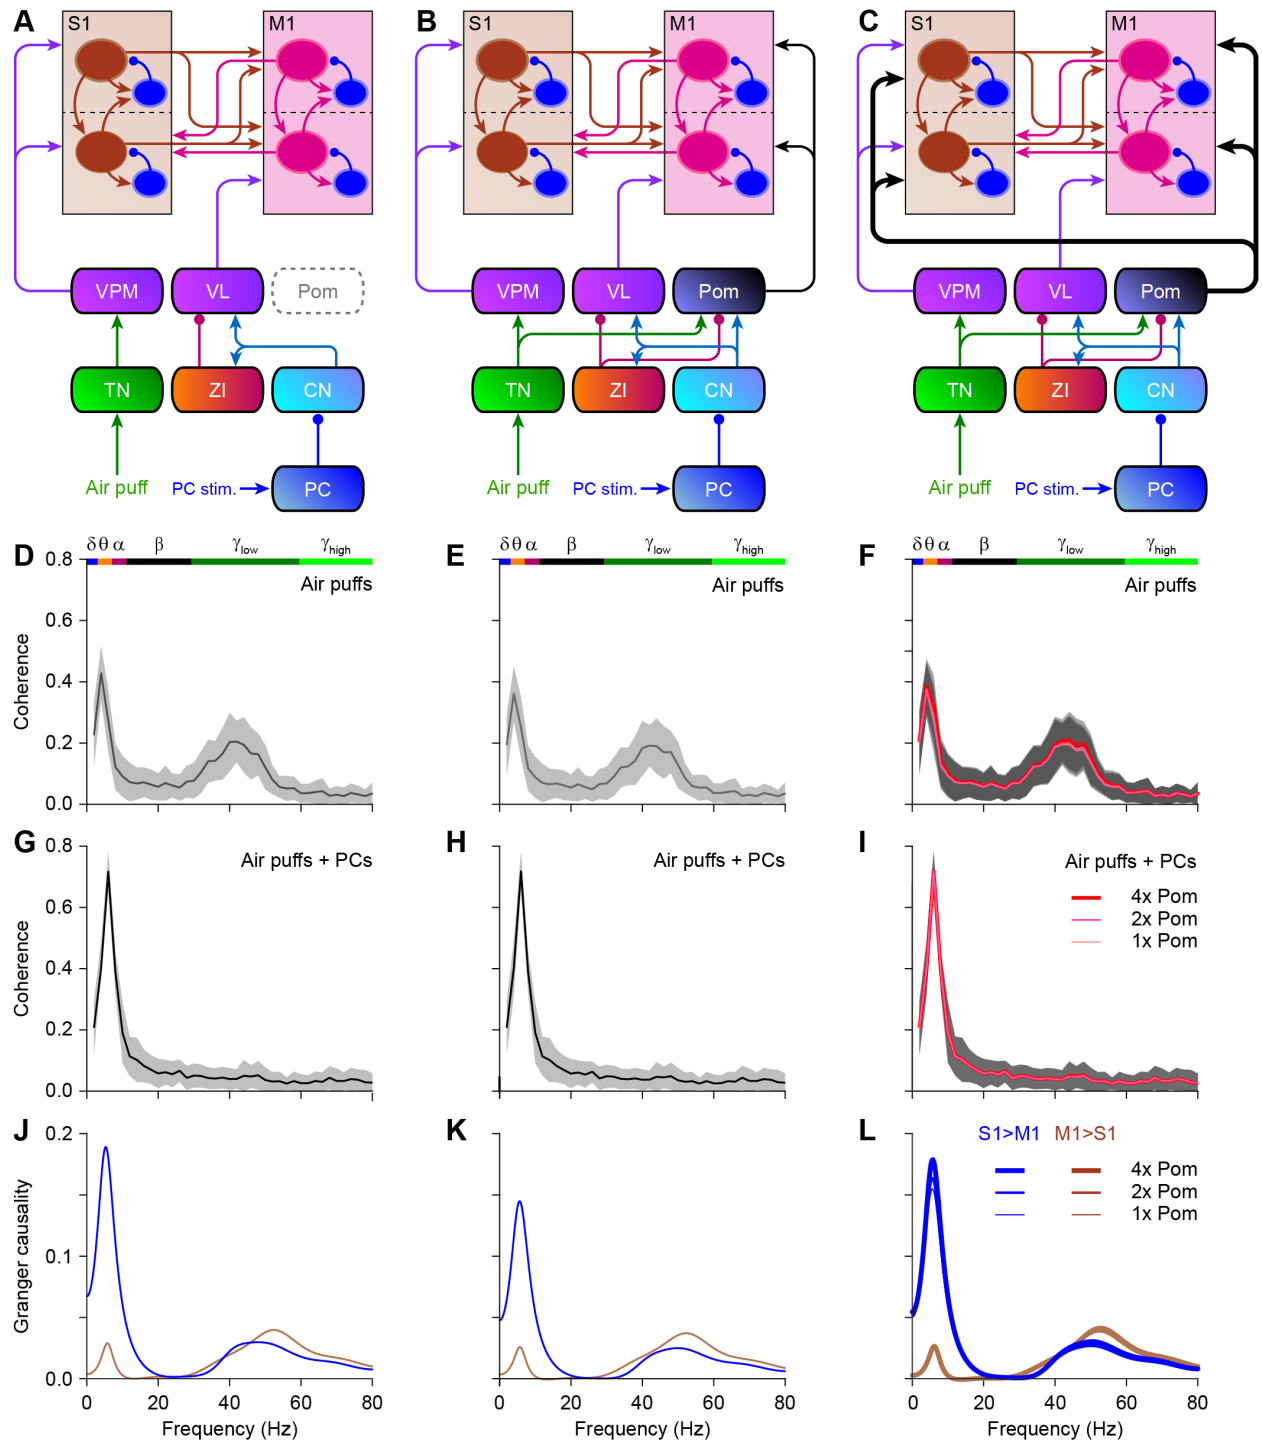 A
S1
M1
VPM
VL
Pom
TN
ZI
CN
Air puff
PC stim.
PC
B
S1
M1
VPM
VL
Pom
TN
ZI
CN
Air puff
PC stim.
PC
C
S1
M1
VPM
VL
Pom
TN
ZI
CN
Air puff
PC stim.
PC
D
δ θ α β γlow γhigh
Air puffs
Coherence
0.8
0.6
0.4
0.2
0.0
E
δ θ α β γlow γhigh
Air puffs
F
δ θ α β γlow γhigh
Air puffs
G
Air puffs + PCs
Coherence
0.8
0.6
0.4
0.2
0.0
H
Air puffs + PCs
I
Air puffs + PCs
4x Pom
2x Pom
1x Pom
J
Granger causality
0.2
0.1
0.0
0 20 40 60 80
Frequency (Hz)
K
0 20 40 60 80
Frequency (Hz)
L
S1>M1 M1>S1
4x Pom
2x Pom
1x Pom
0 20 40 60 80
Frequency (Hz)